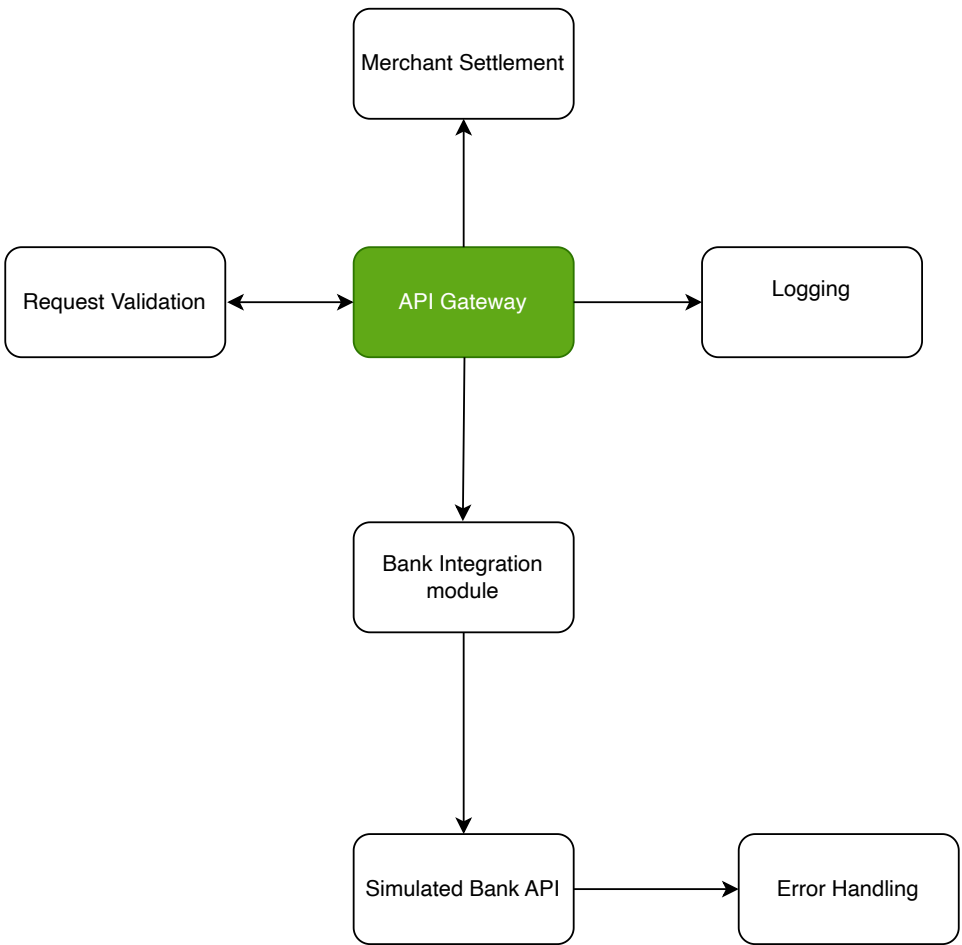 Merchant Settlement
Request Validation
API Gateway
Logging
Bank Integration
module
Simulated Bank API
Error Handling